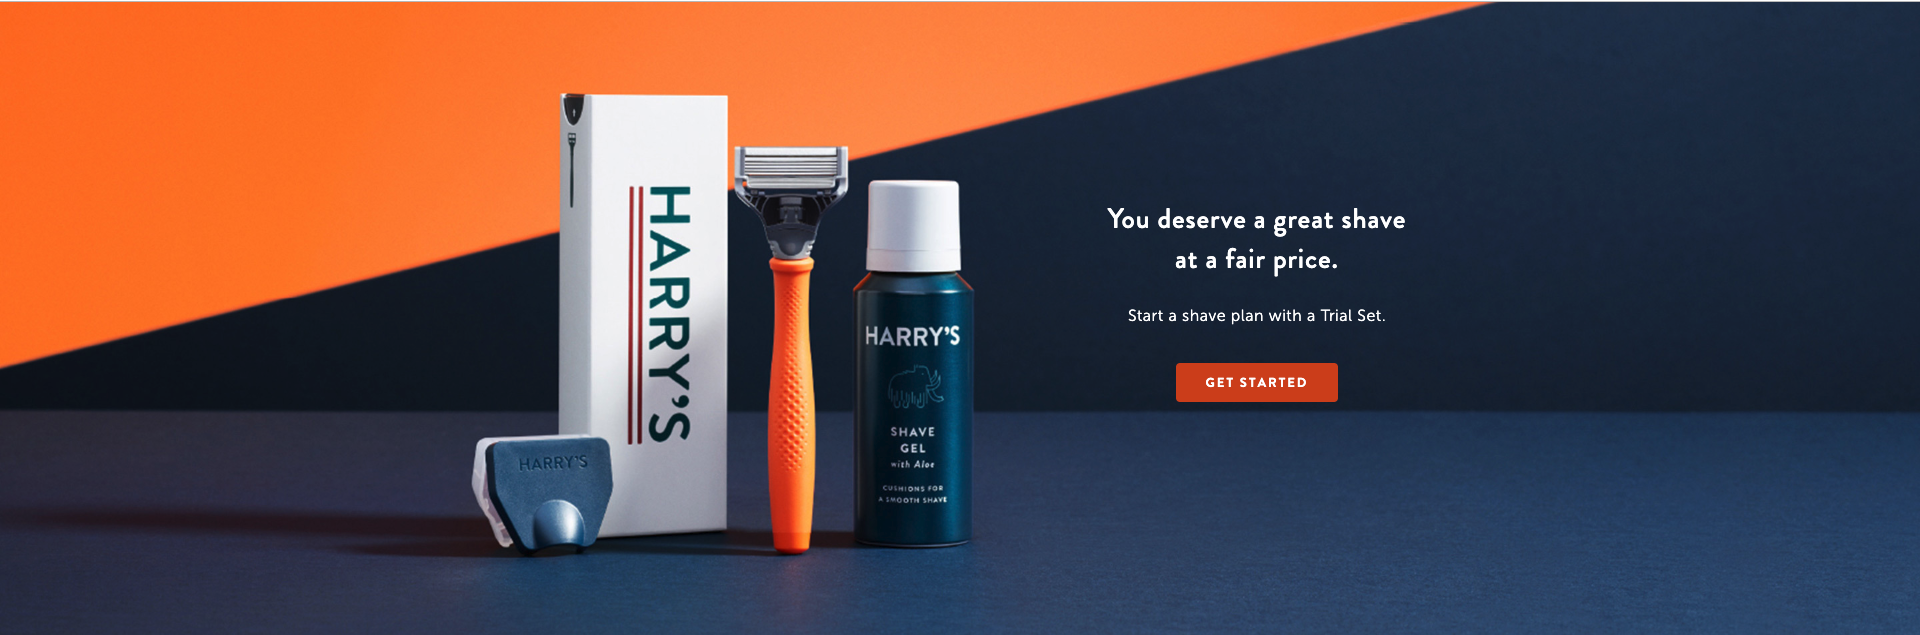 HARRY'S
HARRY'S
HARRY'S
SHAVE
GEL
with Aloe
CUSHIONS FOR
A SMOOTH SHAVE
You deserve a great shave
at a fair price.
Start a shave plan with a Trial Set.
GET STARTED